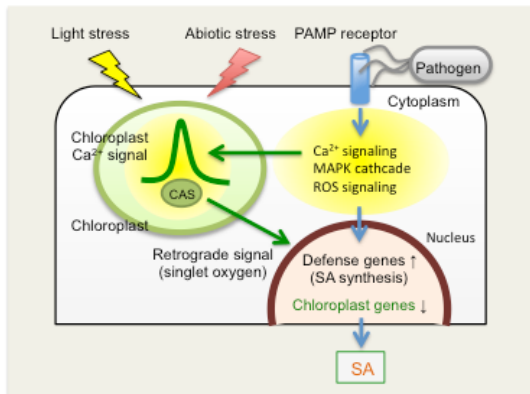 Light stress
Abiotic stress
PAMP receptor
Pathogen
Cytoplasm
Chloroplast
Ca²⁺ signal
CAS
Chloroplast
Ca²⁺ signaling
MAPK cathcade
ROS signaling
Retrograde signal
(singlet oxygen)
Nucleus
Defense genes ↑
(SA synthesis)
Chloroplast genes ↓
SA